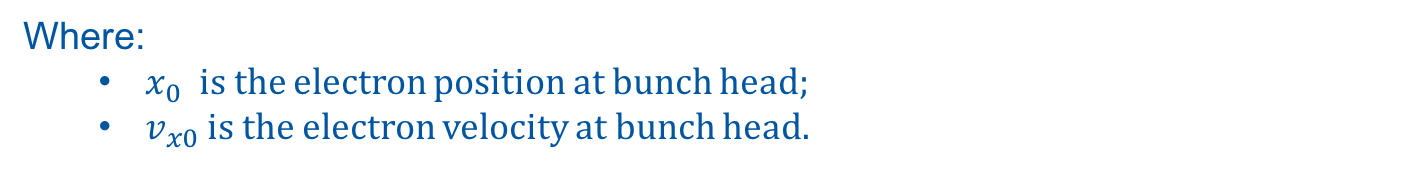 Where:
• x₀ is the electron position at bunch head;
• vₓ₀ is the electron velocity at bunch head.